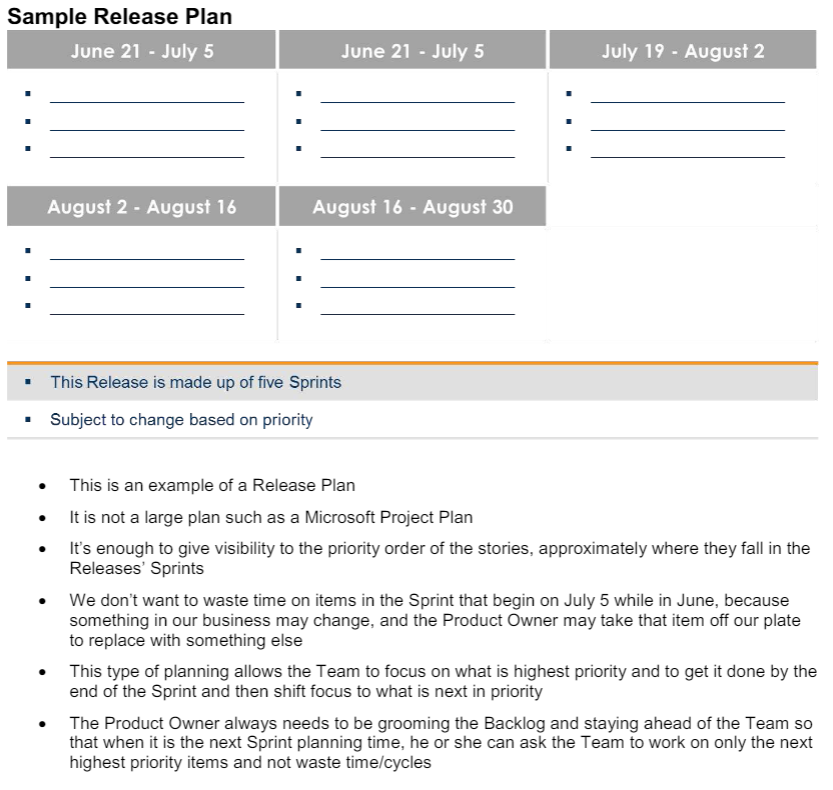 Sample Release Plan
June 21 - July 5
June 21 - July 5
July 19 - August 2
August 2 - August 16
August 16 - August 30
This Release is made up of five Sprints
Subject to change based on priority
This is an example of a Release Plan
It is not a large plan such as a Microsoft Project Plan
It's enough to give visibility to the priority order of the stories, approximately where they fall in the
Releases' Sprints
We don't want to waste time on items in the Sprint that begin on July 5 while in June, because
something in our business may change, and the Product Owner may take that item off our plate
to replace with something else
This type of planning allows the Team to focus on what is highest priority and to get it done by the
end of the Sprint and then shift focus to what is next in priority
The Product Owner always needs to be grooming the Backlog and staying ahead of the Team so
that when it is the next Sprint planning time, he or she can ask the Team to work on only the next
highest priority items and not waste time/cycles